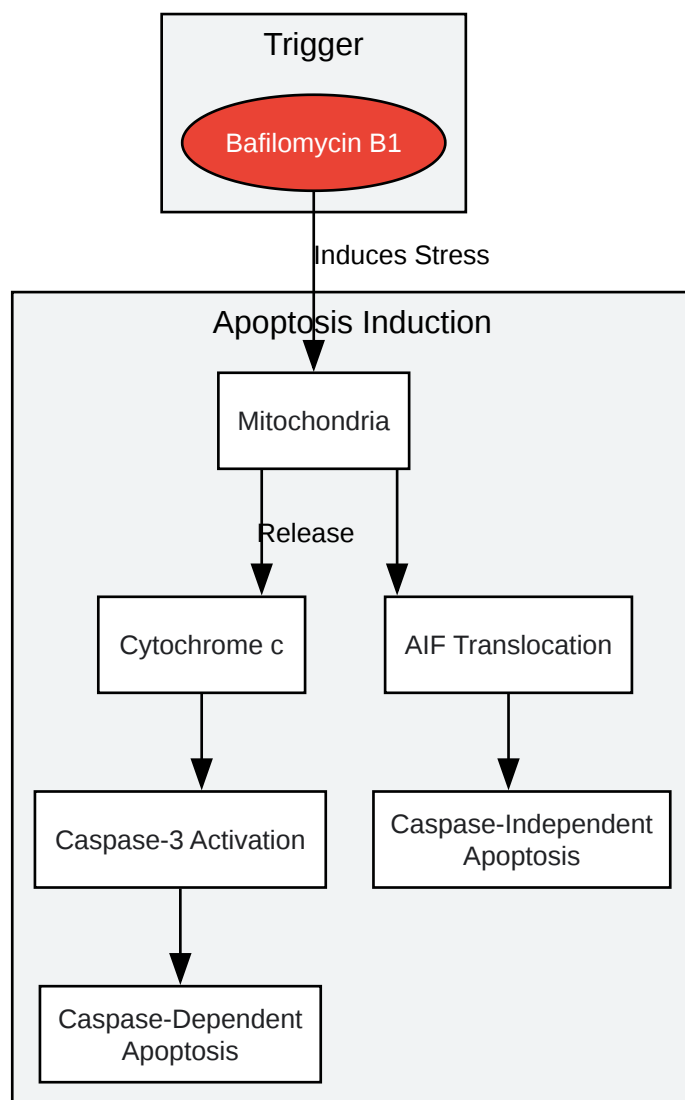 Trigger
Bafilomycin B1
Induces Stress
Apoptosis Induction
Mitochondria
Release
Cytochrome c
AIF Translocation
Caspase-3 Activation
Caspase-Independent
Apoptosis
Caspase-Dependent
Apoptosis